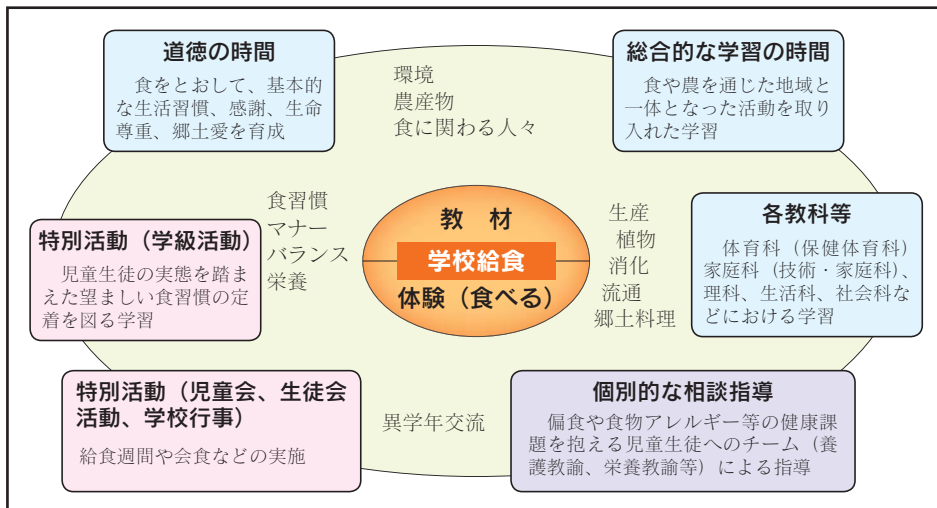 道徳の時間
食をとおして、基本的
な生活習慣、感謝、生命
尊重、郷土愛を育成
環境
農産物
食に関わる人々
総合的な学習の時間
食や農を通じた地域と
一体となった活動を取り
入れた学習
特別活動（学級活動）
児童生徒の実態を踏ま
えた望ましい食習慣の定
着を図る学習
食習慣
マナー
バランス
栄養
教 材
学校給食
体験（食べる）
生産
植物
消化
流通
郷土料理
各教科等
体育科（保健体育科）
家庭科（技術・家庭科）、
理科、生活科、社会科な
どにおける学習
特別活動（児童会、生徒会
活動、学校行事）
給食週間や会食などの実施
異学年交流
個別的な相談指導
偏食や食物アレルギー等の健康課
題を抱える児童生徒へのチーム（養
護教諭、栄養教諭等）による指導